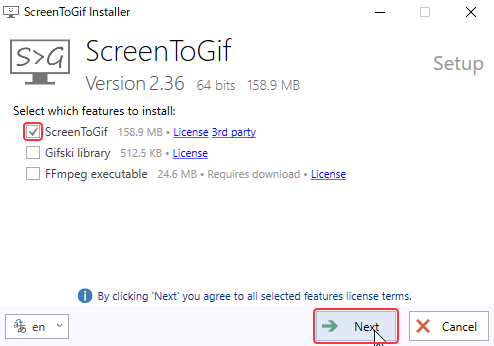 ScreenToGif Installer
S>G
ScreenToGif
Version 2.36 64 bits 158.9 MB
Setup
Select which features to install:
ScreenToGif 158.9 MB • License 3rd party
Gifski library 512.5 KB • License
FFmpeg executable 24.6 MB • Requires download • License
By clicking 'Next' you agree to all selected features license terms.
en
Next
Cancel